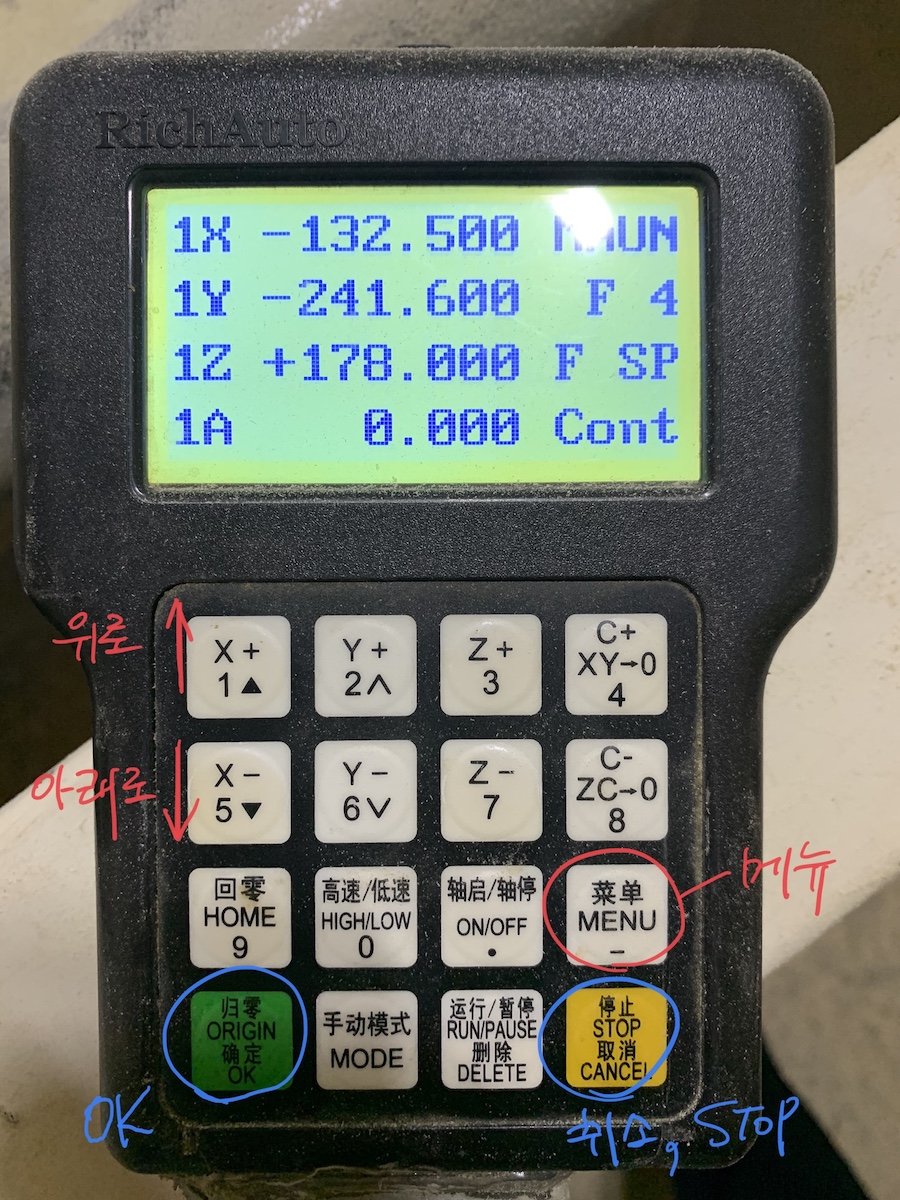 RichAuto
1X -132.500 MAUN
1Y -241.600 F 4
1Z +178.000 F SP
1A 0.000 Cont
위로
X+
1▲
Y+
2∧
Z+
3
C+
XY→0
4
아래로
X-
5▼
Y-
6∨
Z-
7
C-
ZC→0
8
回零
HOME
9
高速/低速
HIGH/LOW
0
轴启/轴停
ON/OFF
•
菜单
MENU
-
메뉴
归零
ORIGIN
确定
OK
手动模式
MODE
运行/暂停
RUN/PAUSE
删除
DELETE
停止
STOP
取消
CANCEL
OK
취소, STOP